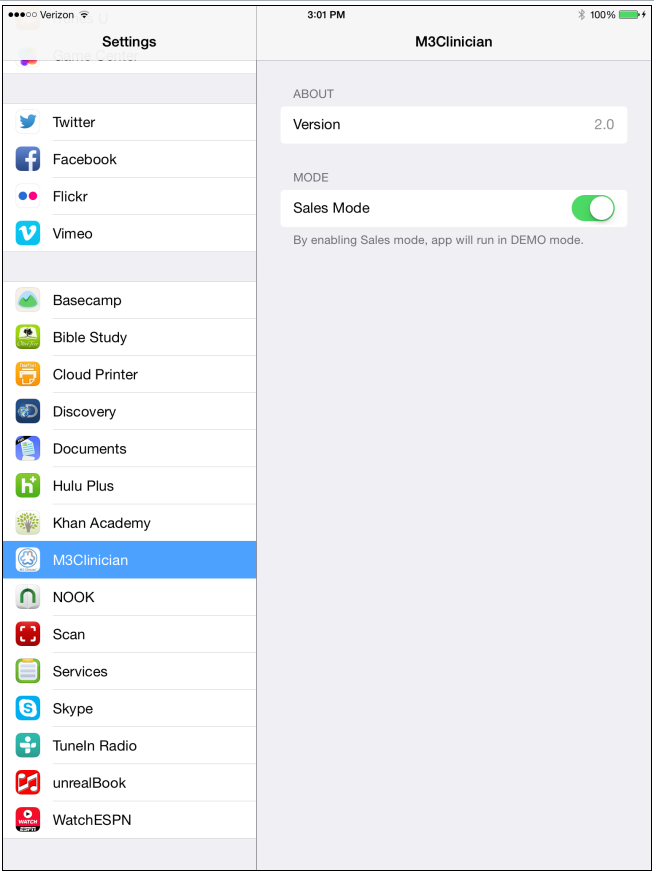 Verizon
3:01 PM
100%
Settings
M3Clinician
Game Center
Twitter
Facebook
Flickr
Vimeo
Basecamp
Bible Study
Cloud Printer
Discovery
Documents
Hulu Plus
Khan Academy
M3Clinician
NOOK
Scan
Services
Skype
TuneIn Radio
unrealBook
WATCH
ESPN
WatchESPN
ABOUT
Version
2.0
MODE
Sales Mode
By enabling Sales mode, app will run in DEMO mode.